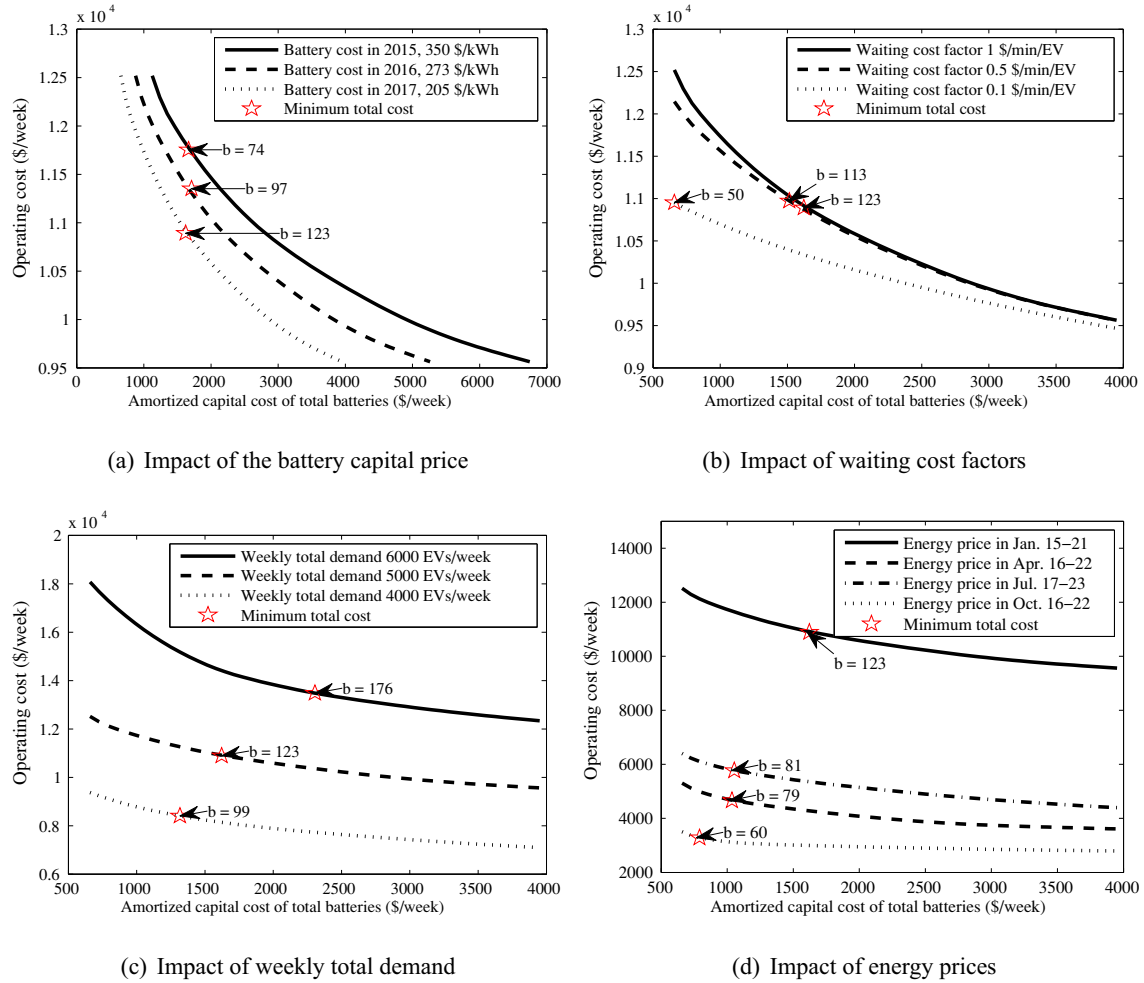 x 10⁴
1.3
1.25
1.2
1.15
1.1
1.05
1
0.95
Operating cost ($/week)
Battery cost in 2015, 350 $/kWh
Battery cost in 2016, 273 $/kWh
Battery cost in 2017, 205 $/kWh
Minimum total cost
b = 74
b = 97
b = 123
0 1000 2000 3000 4000 5000 6000 7000
Amortized capital cost of total batteries ($/week)
(a) Impact of the battery capital price
x 10⁴
1.3
1.25
1.2
1.15
1.1
1.05
1
0.95
0.9
Operating cost ($/week)
Waiting cost factor 1 $/min/EV
Waiting cost factor 0.5 $/min/EV
Waiting cost factor 0.1 $/min/EV
Minimum total cost
b = 113
b = 50
b = 123
500 1000 1500 2000 2500 3000 3500 4000
Amortized capital cost of total batteries ($/week)
(b) Impact of waiting cost factors
x 10⁴
2
1.8
1.6
1.4
1.2
1
0.8
0.6
Operating cost ($/week)
Weekly total demand 6000 EVs/week
Weekly total demand 5000 EVs/week
Weekly total demand 4000 EVs/week
Minimum total cost
b = 176
b = 123
b = 99
500 1000 1500 2000 2500 3000 3500 4000
Amortized capital cost of total batteries ($/week)
(c) Impact of weekly total demand
14000
12000
10000
8000
6000
4000
2000
Operating cost ($/week)
Energy price in Jan. 15−21
Energy price in Apr. 16−22
Energy price in Jul. 17−23
Energy price in Oct. 16−22
Minimum total cost
b = 123
b = 81
b = 79
b = 60
500 1000 1500 2000 2500 3000 3500 4000
Amortized capital cost of total batteries ($/week)
(d) Impact of energy prices